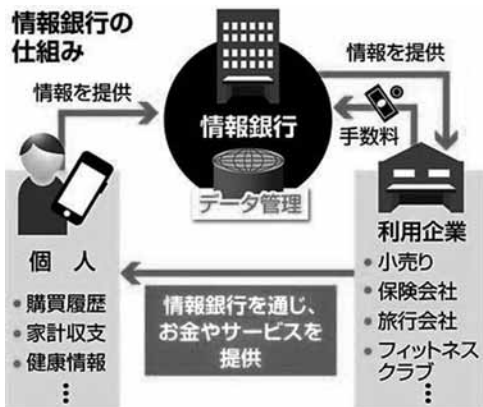 情報銀行の
仕組み
情報を提供
情報を提供
情報銀行
手数料
データ管理
個 人
・購買履歴
・家計収支
・健康情報
⋮
利用企業
・小売り
・保険会社
・旅行会社
・フィットネス
クラブ
⋮
情報銀行を通じ、
お金やサービスを
提供